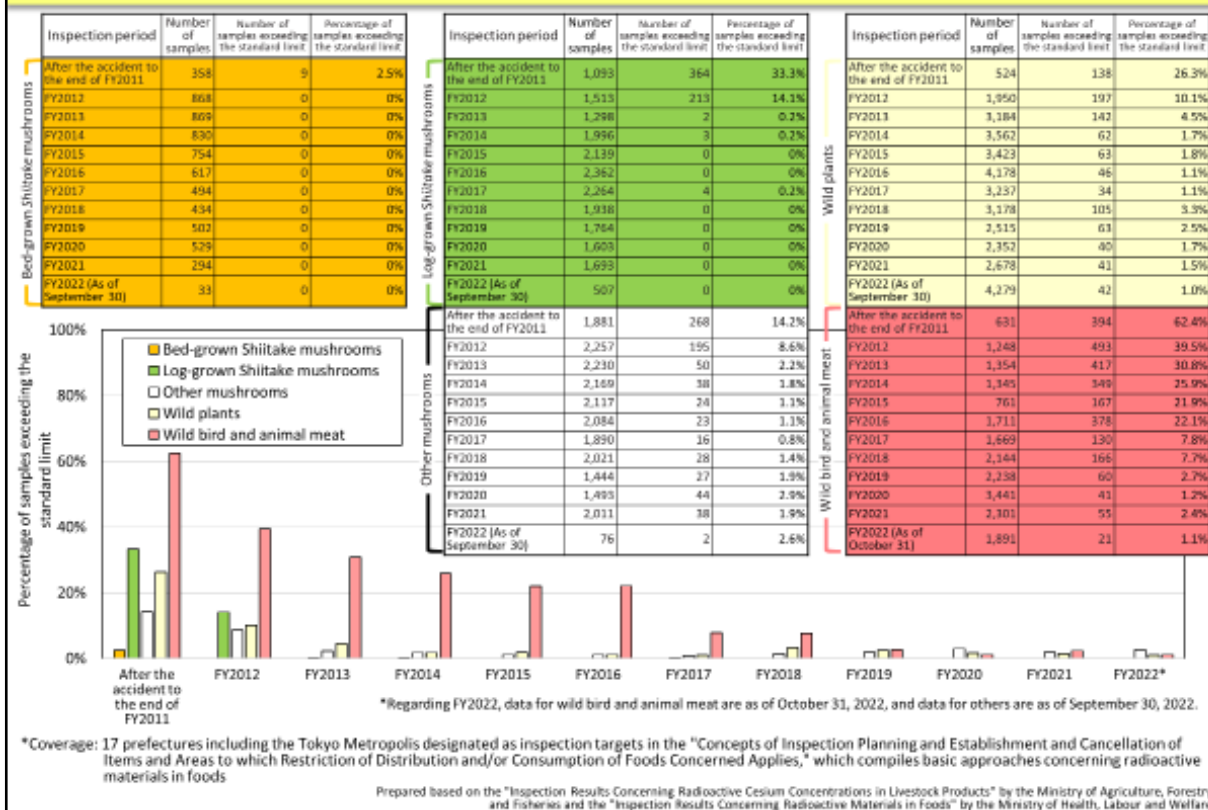 Bed-grown Shiitake mushrooms
Inspection period Number of samples Number of samples exceeding the standard limit Percentage of samples exceeding the standard limit
After the accident to the end of FY2011 358 9 2.5%
FY2012 868 0 0%
FY2013 869 0 0%
FY2014 830 0 0%
FY2015 754 0 0%
FY2016 617 0 0%
FY2017 494 0 0%
FY2018 434 0 0%
FY2019 502 0 0%
FY2020 529 0 0%
FY2021 294 0 0%
FY2022 (As of September 30) 33 0 0%
Log-grown Shiitake mushrooms
Inspection period Number of samples Number of samples exceeding the standard limit Percentage of samples exceeding the standard limit
After the accident to the end of FY2011 1,093 364 33.3%
FY2012 1,513 213 14.1%
FY2013 1,298 2 0.2%
FY2014 1,996 3 0.2%
FY2015 2,139 0 0%
FY2016 2,362 0 0%
FY2017 2,264 4 0.2%
FY2018 1,938 0 0%
FY2019 1,764 0 0%
FY2020 1,603 0 0%
FY2021 1,693 0 0%
FY2022 (As of September 30) 507 0 0%
Wild plants
Inspection period Number of samples Number of samples exceeding the standard limit Percentage of samples exceeding the standard limit
After the accident to the end of FY2011 524 138 26.3%
FY2012 1,950 197 10.1%
FY2013 3,184 142 4.5%
FY2014 3,562 62 1.7%
FY2015 3,423 63 1.8%
FY2016 4,178 46 1.1%
FY2017 3,237 34 1.1%
FY2018 3,178 105 3.3%
FY2019 2,515 63 2.5%
FY2020 2,352 40 1.7%
FY2021 2,678 41 1.5%
FY2022 (As of September 30) 4,279 42 1.0%
Other mushrooms
After the accident to the end of FY2011 1,881 268 14.2%
FY2012 2,257 195 8.6%
FY2013 2,230 50 2.2%
FY2014 2,169 38 1.8%
FY2015 2,117 24 1.1%
FY2016 2,084 23 1.1%
FY2017 1,890 16 0.8%
FY2018 2,021 28 1.4%
FY2019 1,444 27 1.9%
FY2020 1,493 44 2.9%
FY2021 2,011 38 1.9%
FY2022 (As of September 30) 76 2 2.6%
Wild bird and animal meat
After the accident to the end of FY2011 631 394 62.4%
FY2012 1,248 493 39.5%
FY2013 1,354 417 30.8%
FY2014 1,345 349 25.9%
FY2015 761 167 21.9%
FY2016 1,711 378 22.1%
FY2017 1,669 130 7.8%
FY2018 2,144 166 7.7%
FY2019 2,238 60 2.7%
FY2020 3,441 41 1.2%
FY2021 2,301 55 2.4%
FY2022 (As of October 31) 1,891 21 1.1%
Percentage of samples exceeding the standard limit
100%
80%
60%
40%
20%
0%
Bed-grown Shiitake mushrooms
Log-grown Shiitake mushrooms
Other mushrooms
Wild plants
Wild bird and animal meat
After the accident to the end of FY2011 FY2012 FY2013 FY2014 FY2015 FY2016 FY2017 FY2018 FY2019 FY2020 FY2021 FY2022*
*Regarding FY2022, data for wild bird and animal meat are as of October 31, 2022, and data for others are as of September 30, 2022.
*Coverage: 17 prefectures including the Tokyo Metropolis designated as inspection targets in the "Concepts of Inspection Planning and Establishment and Cancellation of
Items and Areas to which Restriction of Distribution and/or Consumption of Foods Concerned Applies," which compiles basic approaches concerning radioactive
materials in foods
Prepared based on the "Inspection Results Concerning Radioactive Cesium Concentrations in Livestock Products" by the Ministry of Agriculture, Forestry
and Fisheries and the "Inspection Results Concerning Radioactive Materials in Foods" by the Ministry of Health, Labour and Welfare